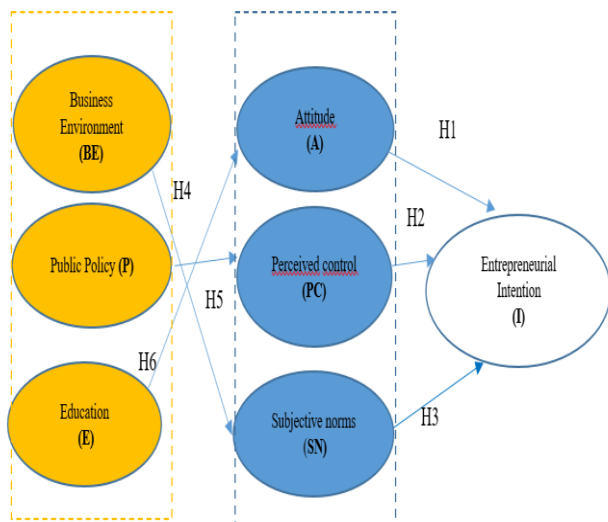 Business
Environment
(BE)
Attitude
(A)
H1
H4
H2
Public Policy (P)
Perceived control
(PC)
Entrepreneurial
Intention
(I)
H5
H6
Education
(E)
Subjective norms
(SN)
H3